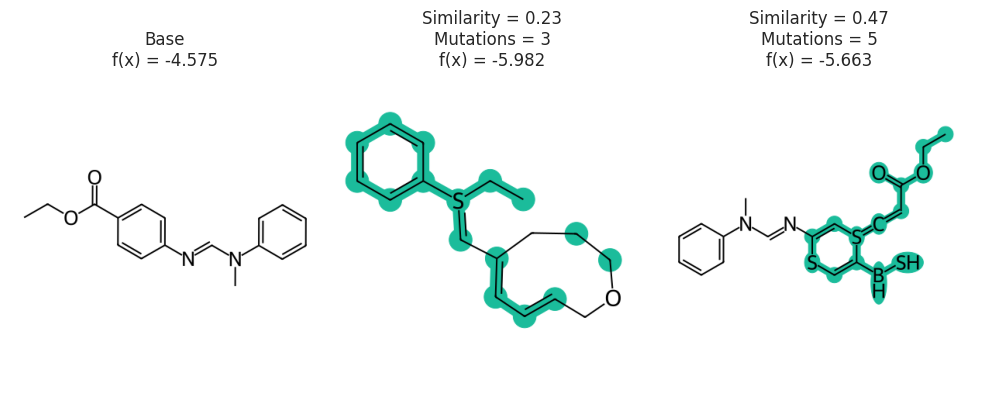 Base
f(x) = -4.575
Similarity = 0.23
Mutations = 3
f(x) = -5.982
Similarity = 0.47
Mutations = 5
f(x) = -5.663
O
O
N
N
S
O
N
N
S
S
C
O
O
B
H
SH